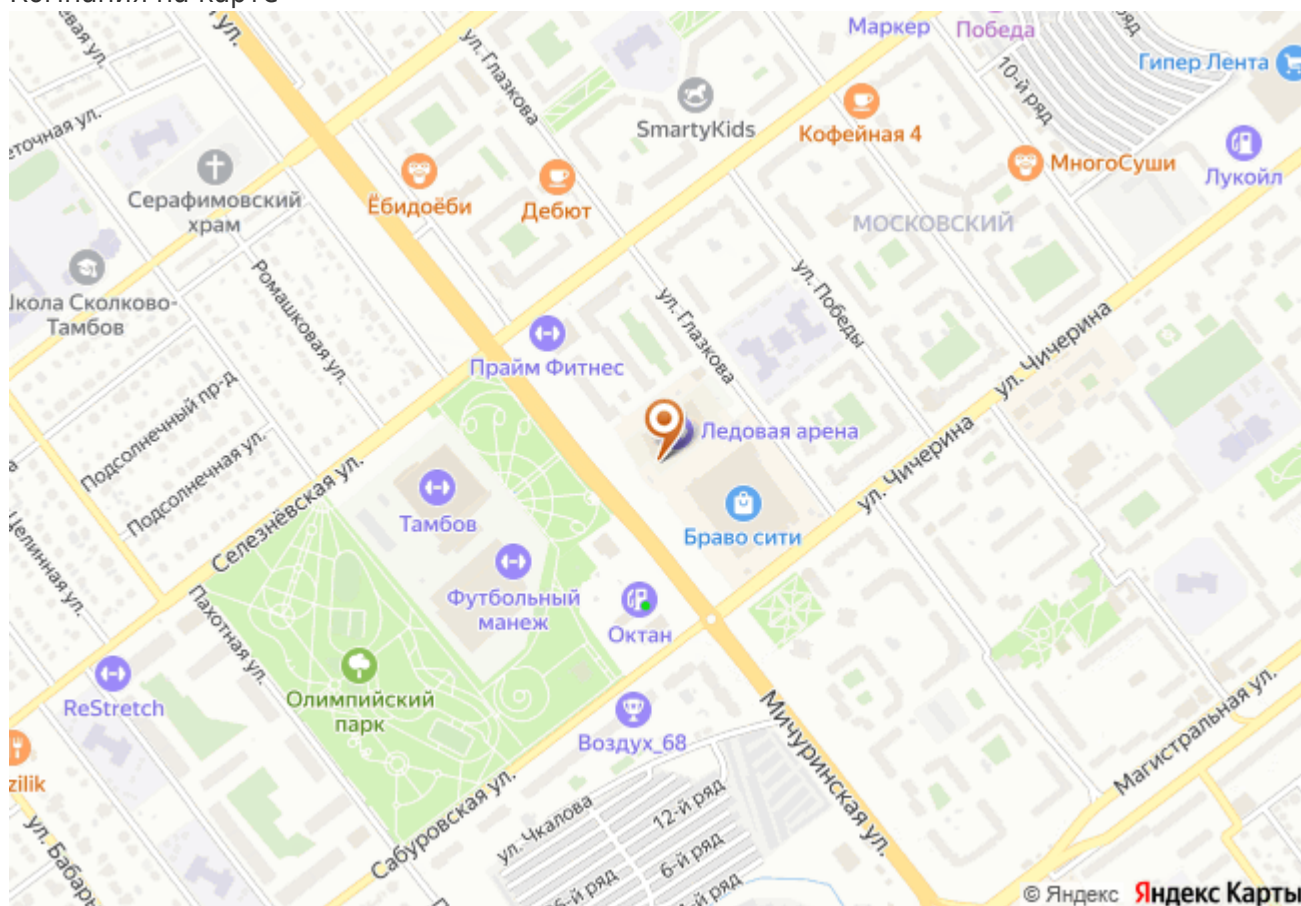 ул.
ул. Глазкова
Маркер
Победа
ряд
10-й ряд
Гипер Лента
SmartyKids
Кофейная 4
МногоСуши
Лукойл
Серафимовский
храм
Ёбидоёби
Дебют
МОСКОВСКИЙ
Ромашковая ул.
ул. Победы
ул. Глазкова
Тамбов
Прайм Фитнес
ул. Чичерина
Подсолнечный пр-д
Ледовая арена
ул. Чичерина
Подсолнечная ул.
Селезнёвская ул.
Тамбов
Браво сити
Футбольный
манеж
Октан
Пахотная ул.
Олимпийский
парк
ReStretch
Воздух_68
Мичуринская ул.
Магистральная ул.
Сабуровская ул.
ул. Чкалова
12-й ряд
6-й ряд
© Яндекс Яндекс Карты